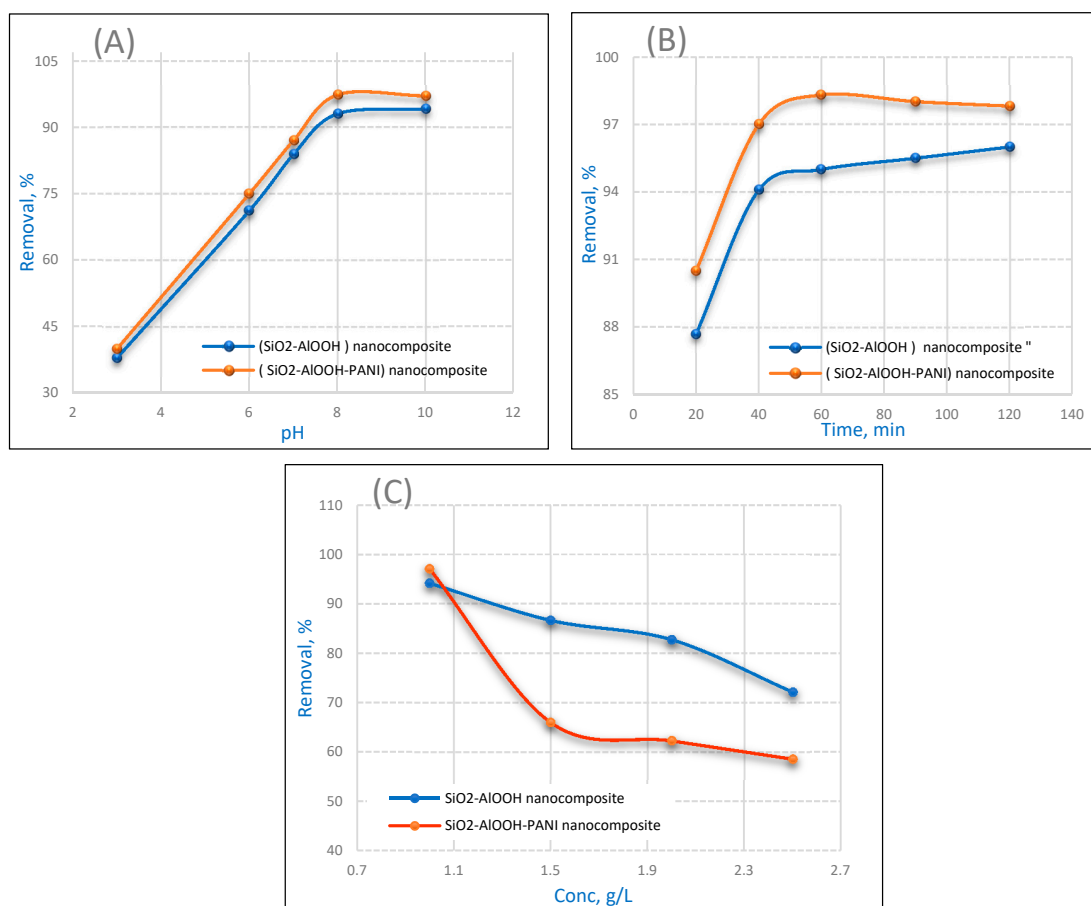 (A)
105
90
75
60
45
30
Removal, %
(SiO2-AlOOH ) nanocomposite
( SiO2-AlOOH-PANI) nanocomposite
2 4 6 8 10 12
pH
(B)
100
97
94
91
88
85
Removal, %
(SiO2-AlOOH ) nanocomposite "
( SiO2-AlOOH-PANI) nanocomposite
0 20 40 60 80 100 120 140
Time, min
(C)
110
100
90
80
70
60
50
40
Removal, %
SiO2-AlOOH nanocomposite
SiO2-AlOOH-PANI nanocomposite
0.7 1.1 1.5 1.9 2.3 2.7
Conc, g/L